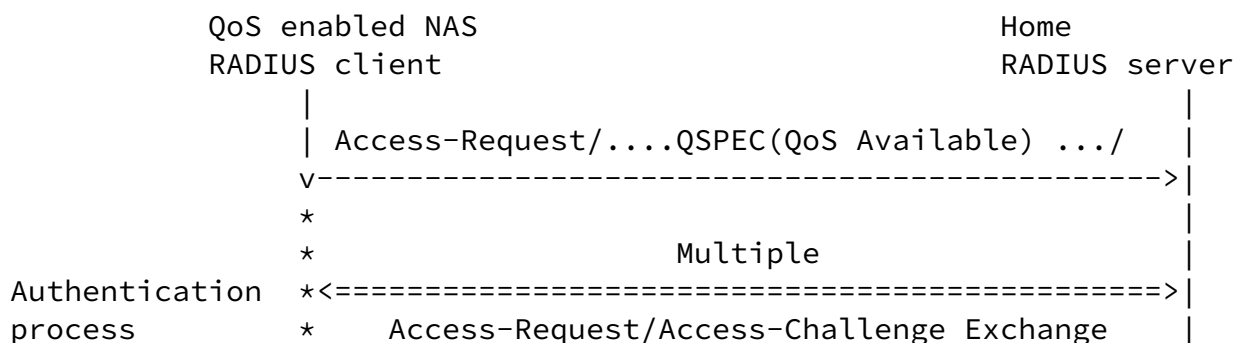 QoS enabled NAS                             Home
RADIUS client                               RADIUS server
|                                                |
| Access-Request/....QSPEC(QoS Available) .../   |
v----------------------------------------------->|
*                                                |
*                    Multiple                    |
Authentication  *<==============================================>|
process         *    Access-Request/Access-Challenge Exchange    |